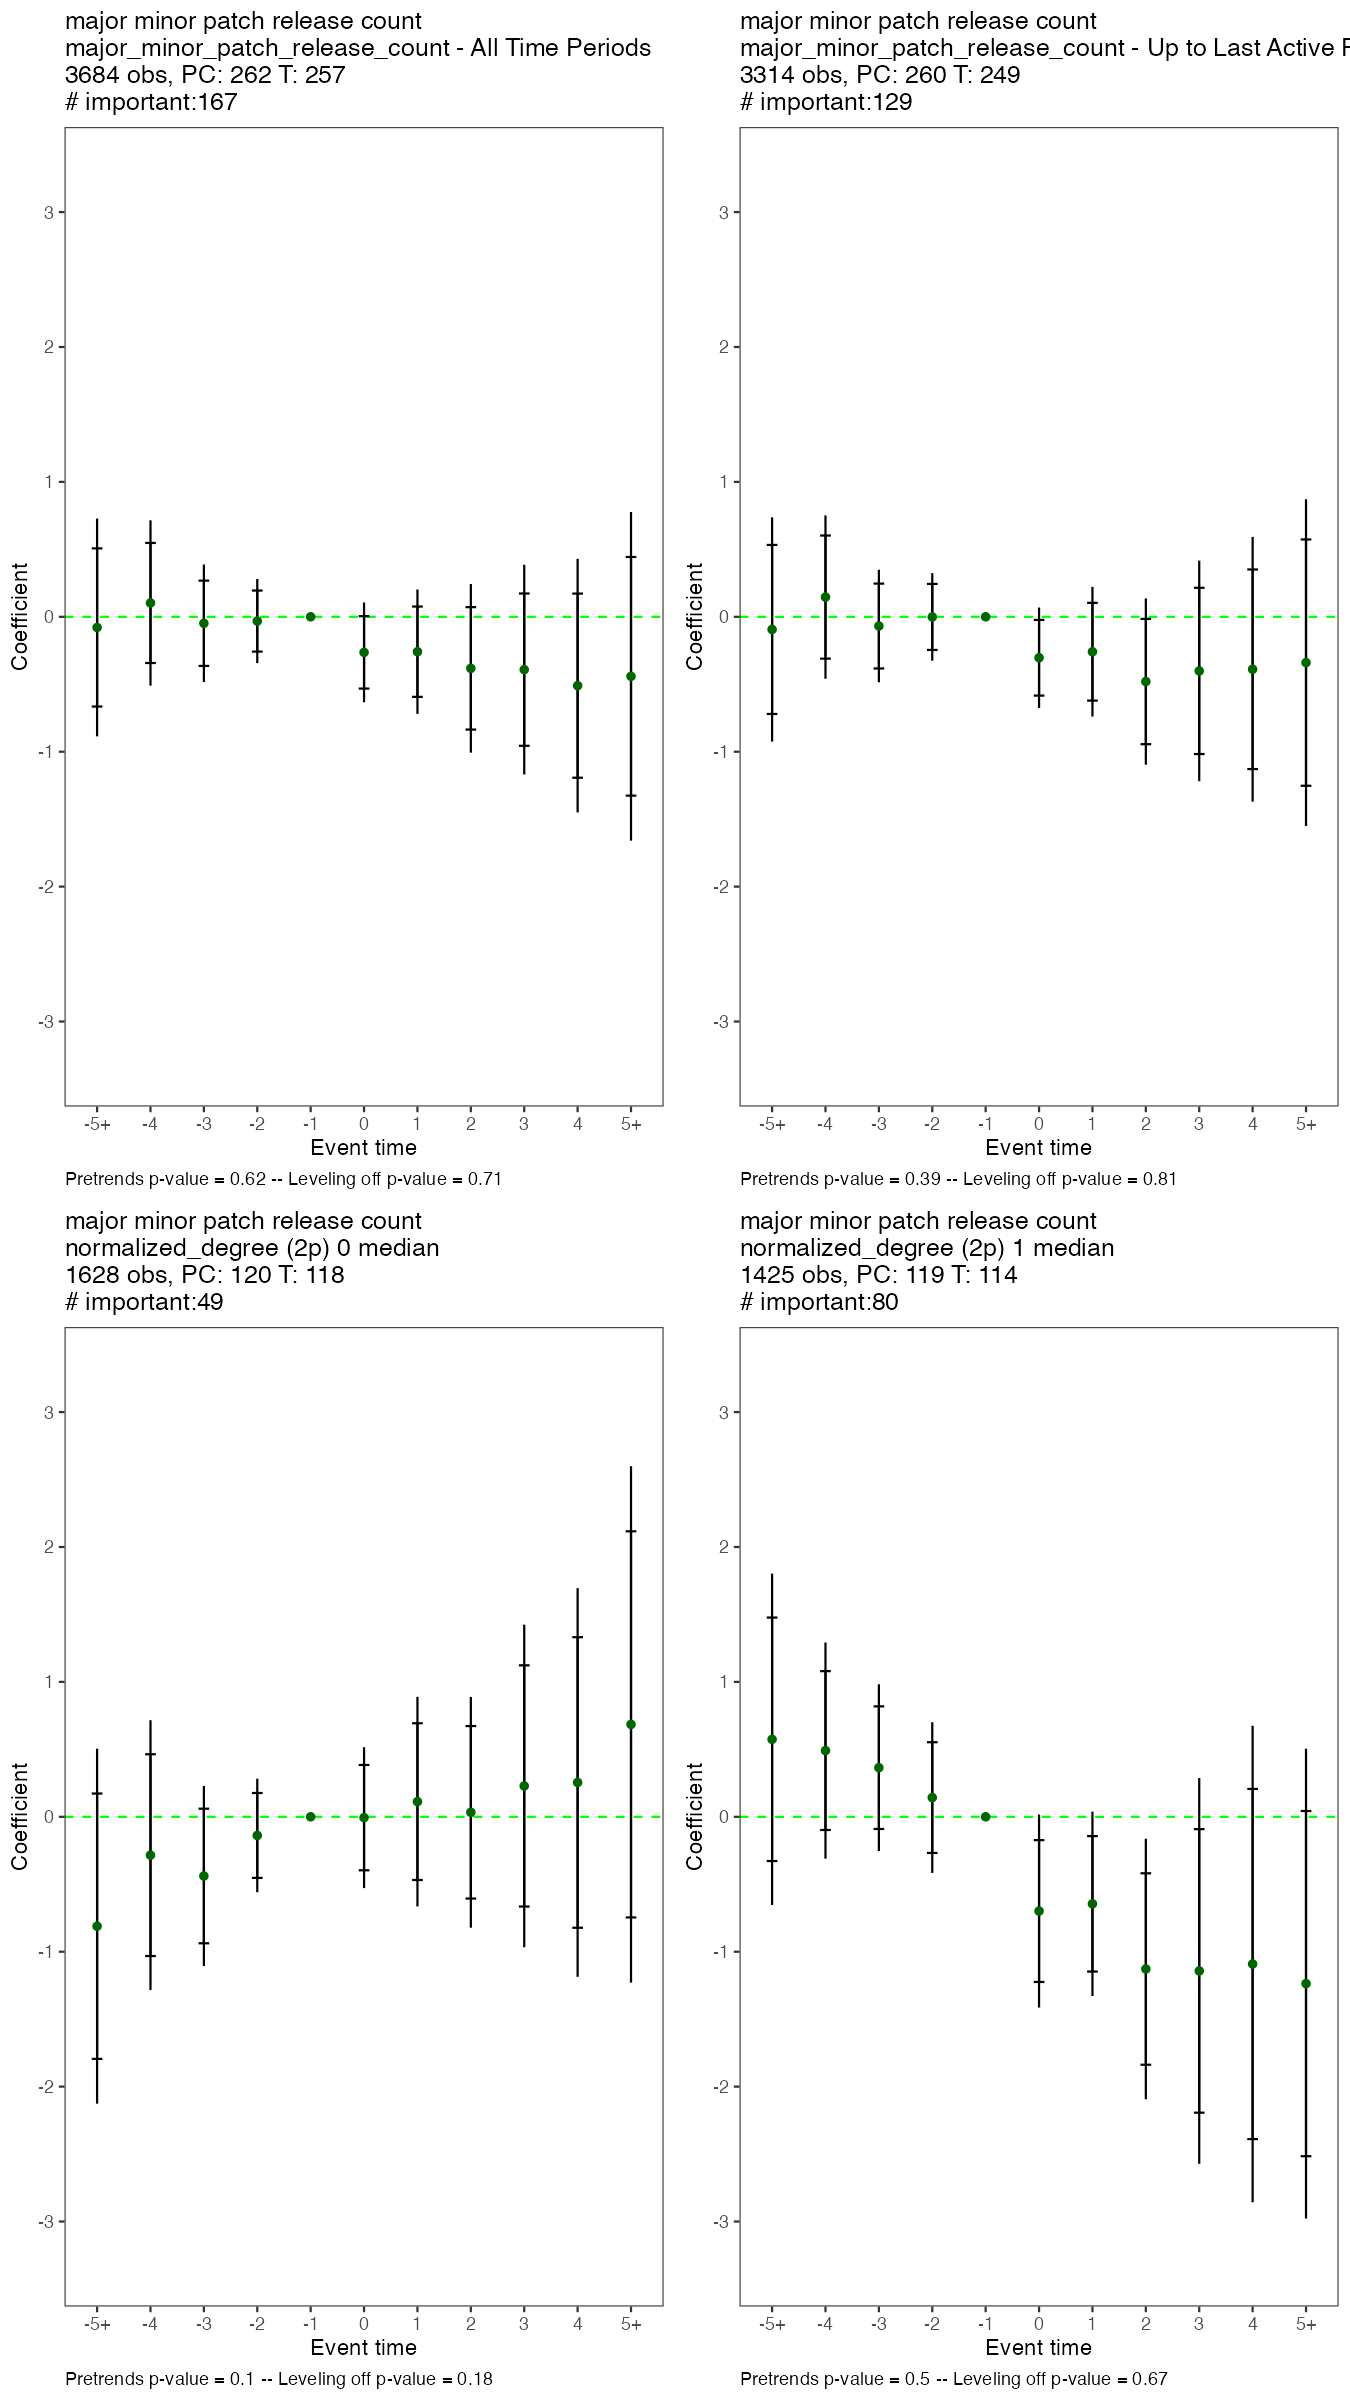 major minor patch release count
major_minor_patch_release_count - All Time Periods
3684 obs, PC: 262 T: 257
# important:167
3
2
1
0
-1
-2
-3
Coefficient
-5+ -4 -3 -2 -1 0 1 2 3 4 5+
Event time
Pretrends p-value = 0.62 -- Leveling off p-value = 0.71
major minor patch release count
major_minor_patch_release_count - Up to Last Active
3314 obs, PC: 260 T: 249
# important:129
3
2
1
0
-1
-2
-3
Coefficient
-5+ -4 -3 -2 -1 0 1 2 3 4 5+
Event time
Pretrends p-value = 0.39 -- Leveling off p-value = 0.81
major minor patch release count
normalized_degree (2p) 0 median
1628 obs, PC: 120 T: 118
# important:49
3
2
1
0
-1
-2
-3
Coefficient
-5+ -4 -3 -2 -1 0 1 2 3 4 5+
Event time
Pretrends p-value = 0.1 -- Leveling off p-value = 0.18
major minor patch release count
normalized_degree (2p) 1 median
1425 obs, PC: 119 T: 114
# important:80
3
2
1
0
-1
-2
-3
Coefficient
-5+ -4 -3 -2 -1 0 1 2 3 4 5+
Event time
Pretrends p-value = 0.5 -- Leveling off p-value = 0.67